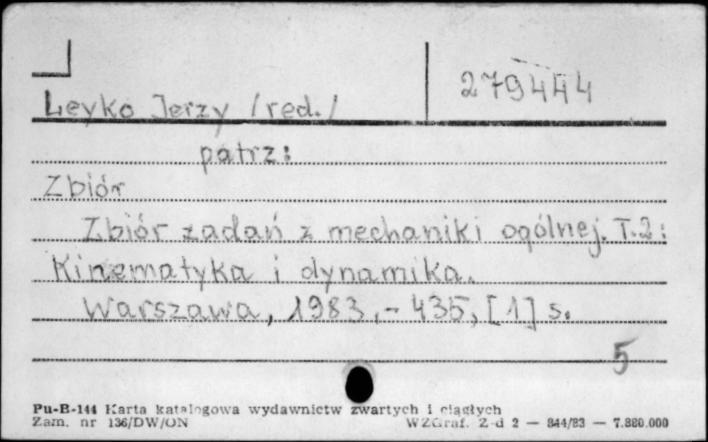 279444
Leyko Jerzy /red./
patrz:
Zbiór
Zbiór zadań z mechaniki ogólnej. T.2:
Kinematyka i dynamika.
Warszawa, 1983, - 435, [1] s.
5
Pu-B-144 Karta katalogowa wydawnictw zwartych i ciągłych
Zam. nr 136/DW/ON WZGraf. Z-d 2 — 844/83 — 7.880.000